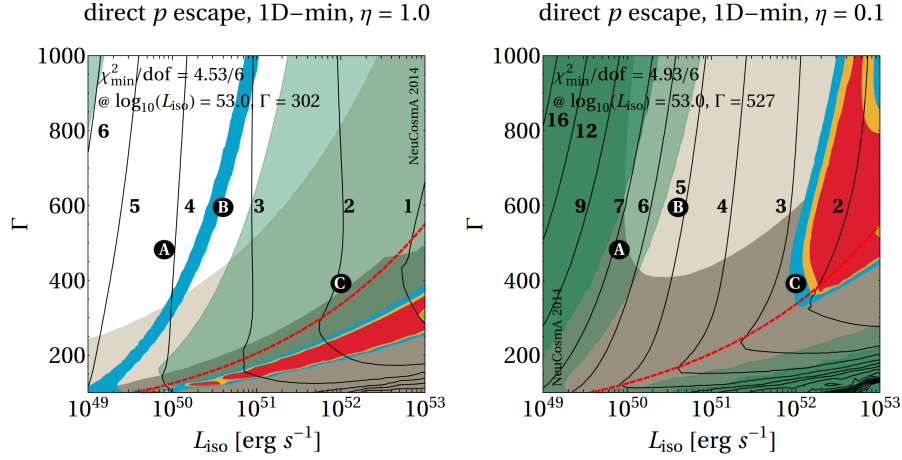 direct p escape, 1D−min, η = 1.0
χ²min/dof = 4.53/6
@ log10(Liso) = 53.0, Γ = 302
NeuCosmA 2014
1000
800
600
400
200
Γ
6
5
4
3
2
1
A
B
C
10^49
10^50
10^51
10^52
10^53
Liso [erg s−1]
direct p escape, 1D−min, η = 0.1
χ²min/dof = 4.93/6
@ log10(Liso) = 53.0, Γ = 527
NeuCosmA 2014
1000
800
600
400
200
Γ
16
12
9
7
6
5
4
3
2
A
B
C
10^49
10^50
10^51
10^52
10^53
Liso [erg s−1]